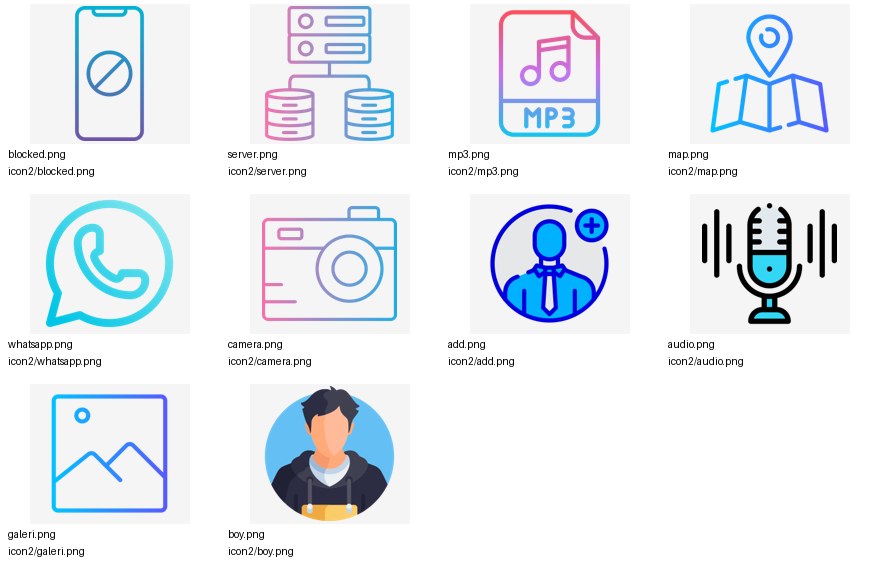 MP3
blocked.png
icon2/blocked.png
server.png
icon2/server.png
mp3.png
icon2/mp3.png
map.png
icon2/map.png
whatsapp.png
icon2/whatsapp.png
camera.png
icon2/camera.png
add.png
icon2/add.png
audio.png
icon2/audio.png
galeri.png
icon2/galeri.png
boy.png
icon2/boy.png